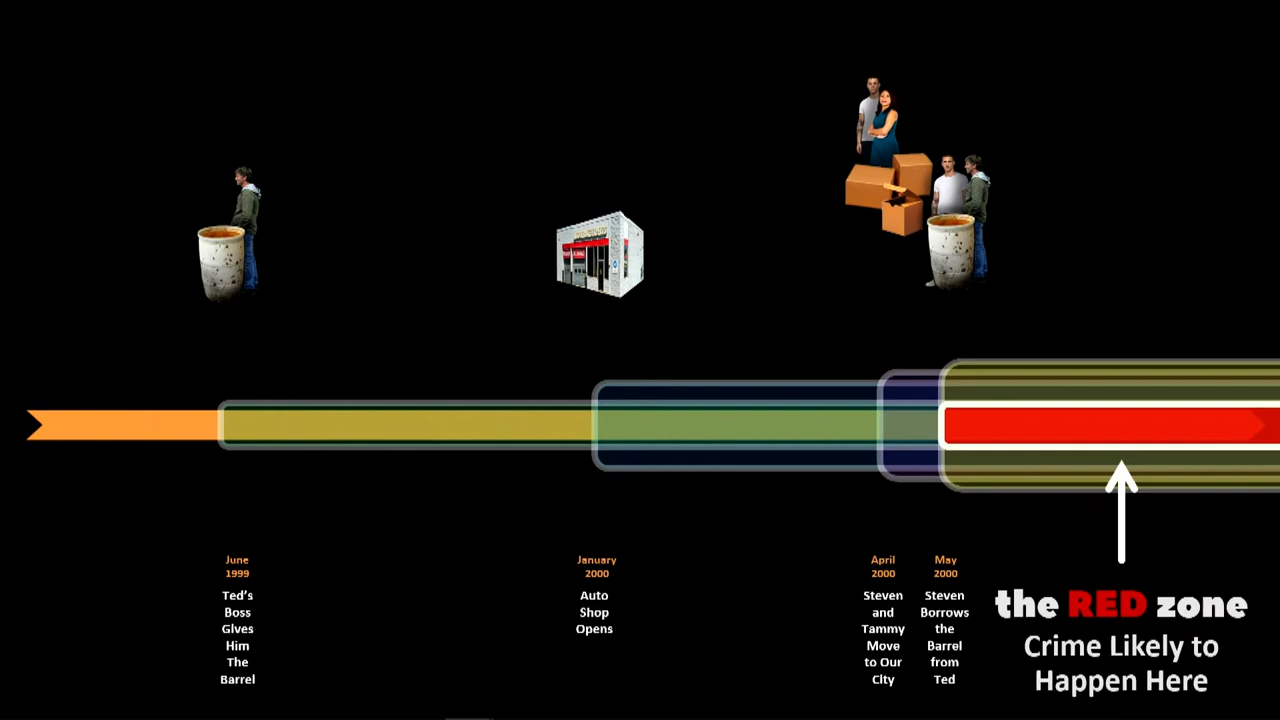 June
1999
Ted's
Boss
Gives
Him
The
Barrel
January
2000
Auto
Shop
Opens
April
2000
Steven
and
Tammy
Move
to Our
City
May
2000
Steven
Borrows
the
Barrel
from
Ted
the RED zone
Crime Likely to
Happen Here